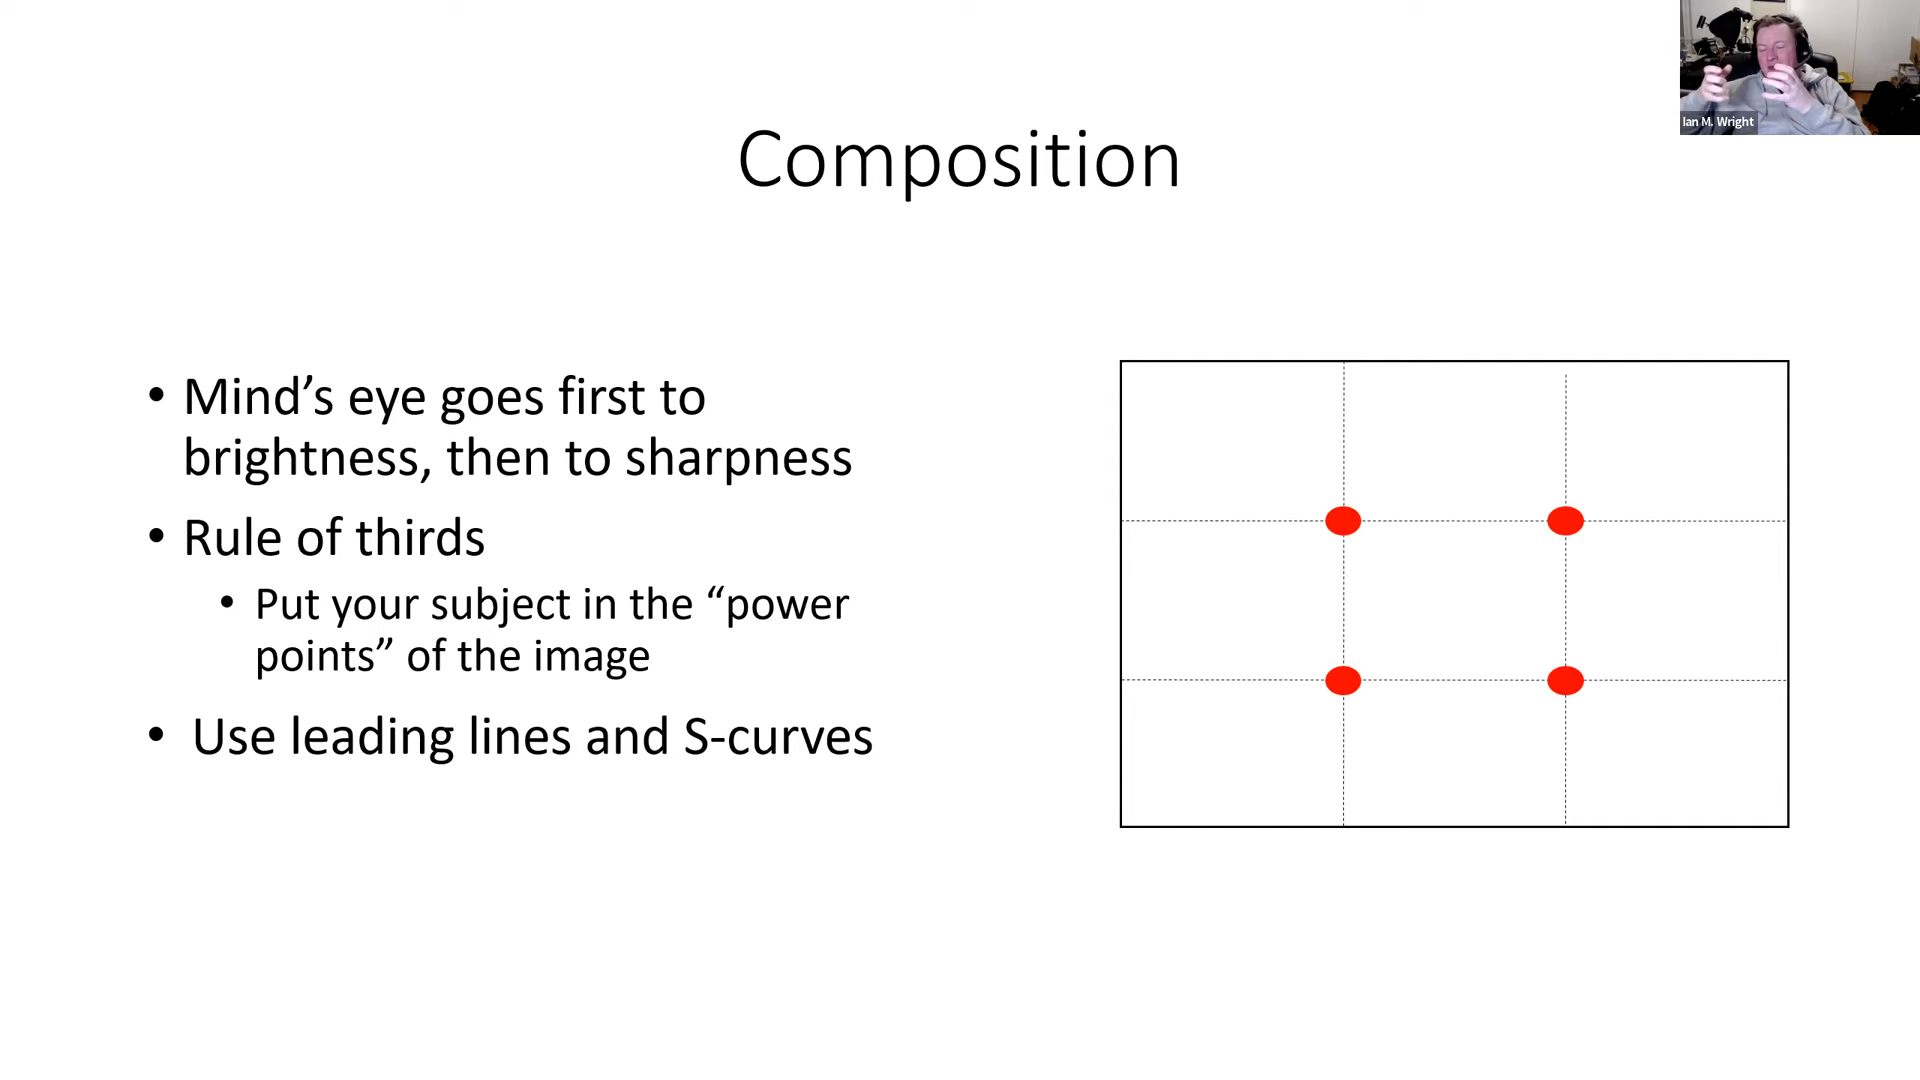 Ian M. Wright
Composition
• Mind’s eye goes first to
brightness, then to sharpness
• Rule of thirds
• Put your subject in the “power
points” of the image
• Use leading lines and S-curves